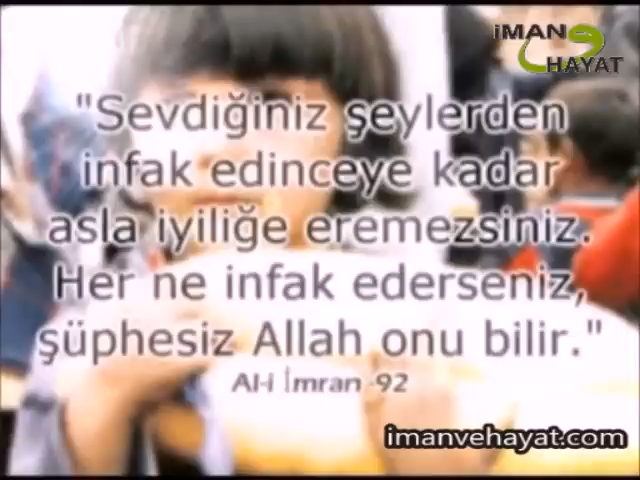 iMAN
HAYAT
"Sevdiğiniz şeylerden
infak edinceye kadar
asla iyiliğe eremezsiniz.
Her ne infak ederseniz,
şüphesiz Allah onu bilir."
Al-i İmran -92
imanvehayat.com